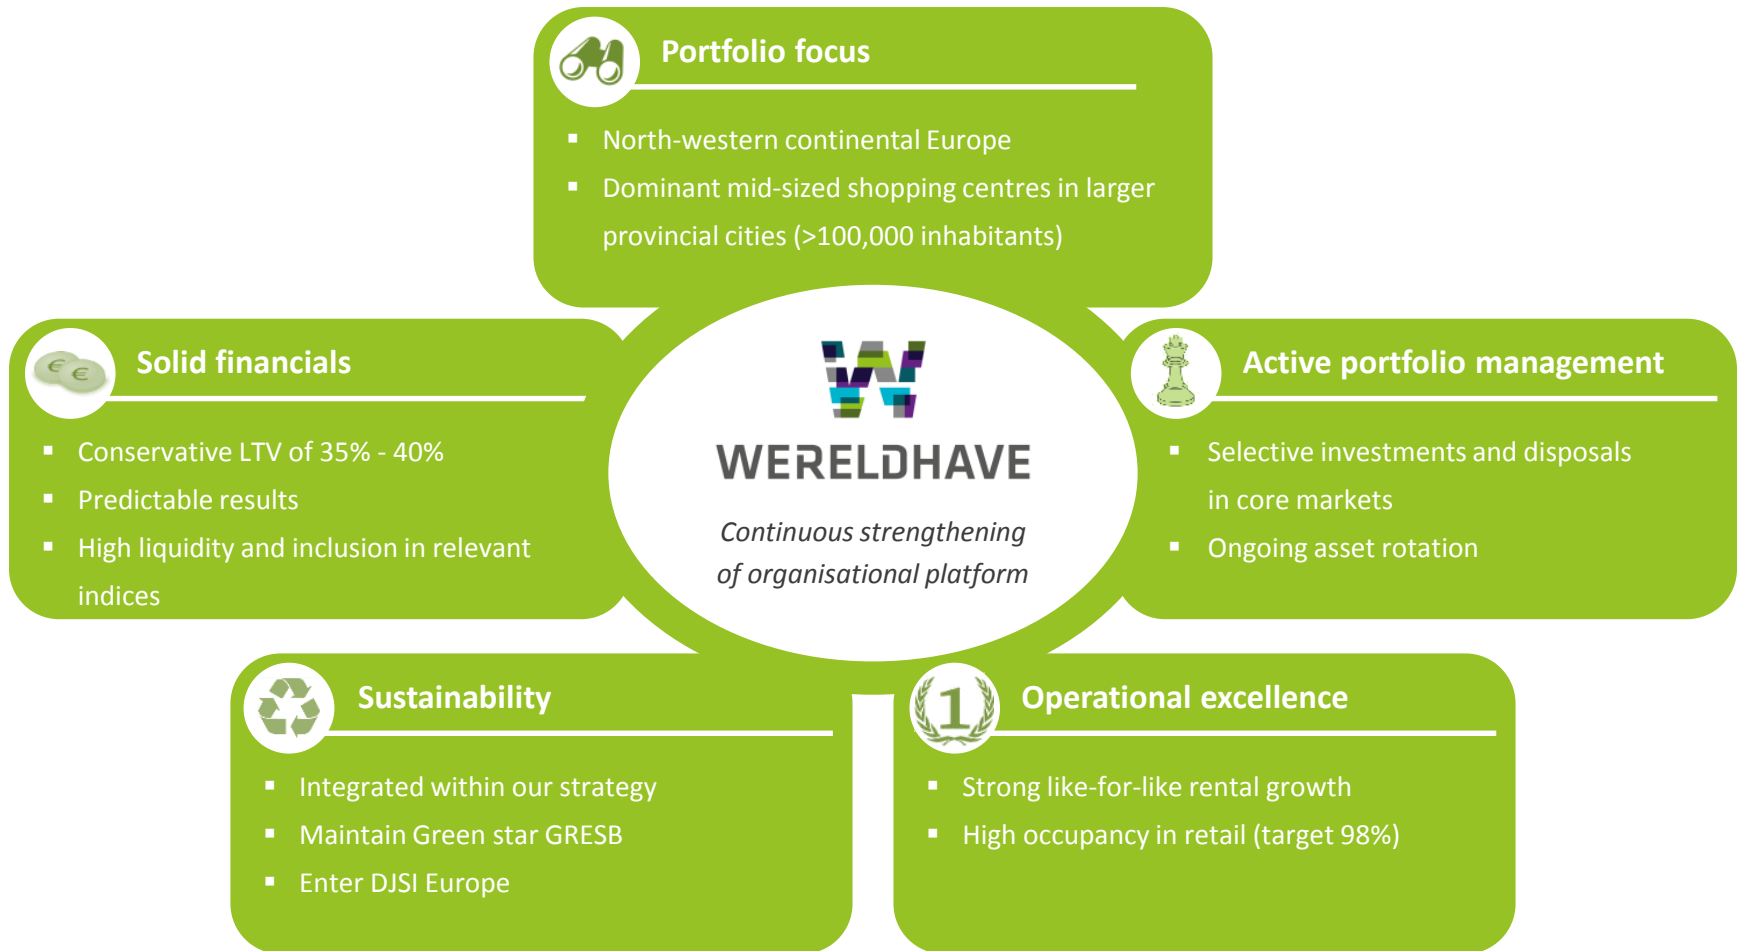 Portfolio focus
▪ North-western continental Europe
▪ Dominant mid-sized shopping centres in larger
provincial cities (>100,000 inhabitants)
Solid financials
▪ Conservative LTV of 35% - 40%
▪ Predictable results
▪ High liquidity and inclusion in relevant
indices
WERELDHAVE
Continuous strengthening
of organisational platform
Active portfolio management
▪ Selective investments and disposals
in core markets
▪ Ongoing asset rotation
Sustainability
▪ Integrated within our strategy
▪ Maintain Green star GRESB
▪ Enter DJSI Europe
1
Operational excellence
▪ Strong like-for-like rental growth
▪ High occupancy in retail (target 98%)